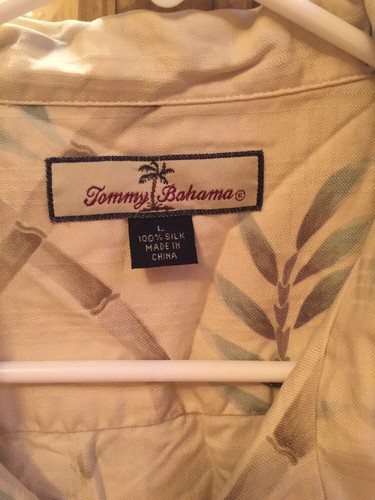 Tommy Bahama®
L
100% SILK
MADE IN
CHINA